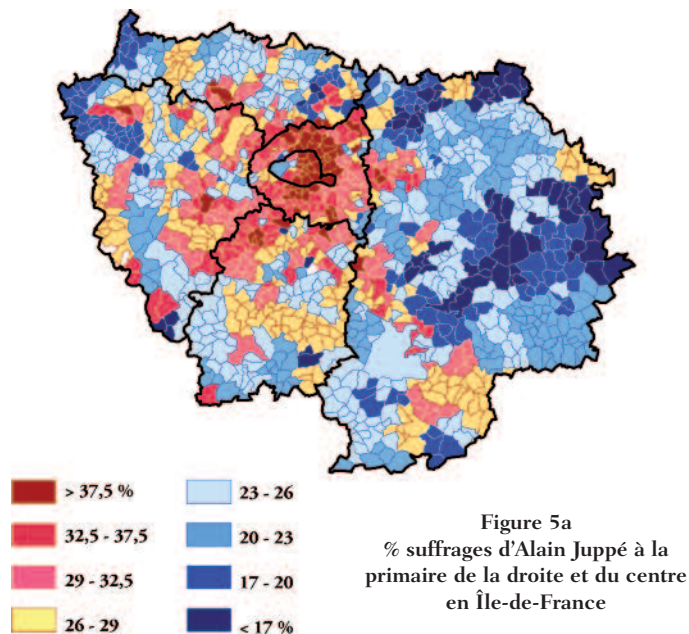 > 37,5 %
32,5 - 37,5
29 - 32,5
26 - 29
23 - 26
20 - 23
17 - 20
< 17 %
Figure 5a
% suffrages d'Alain Juppé à la
primaire de la droite et du centre
en Île-de-France